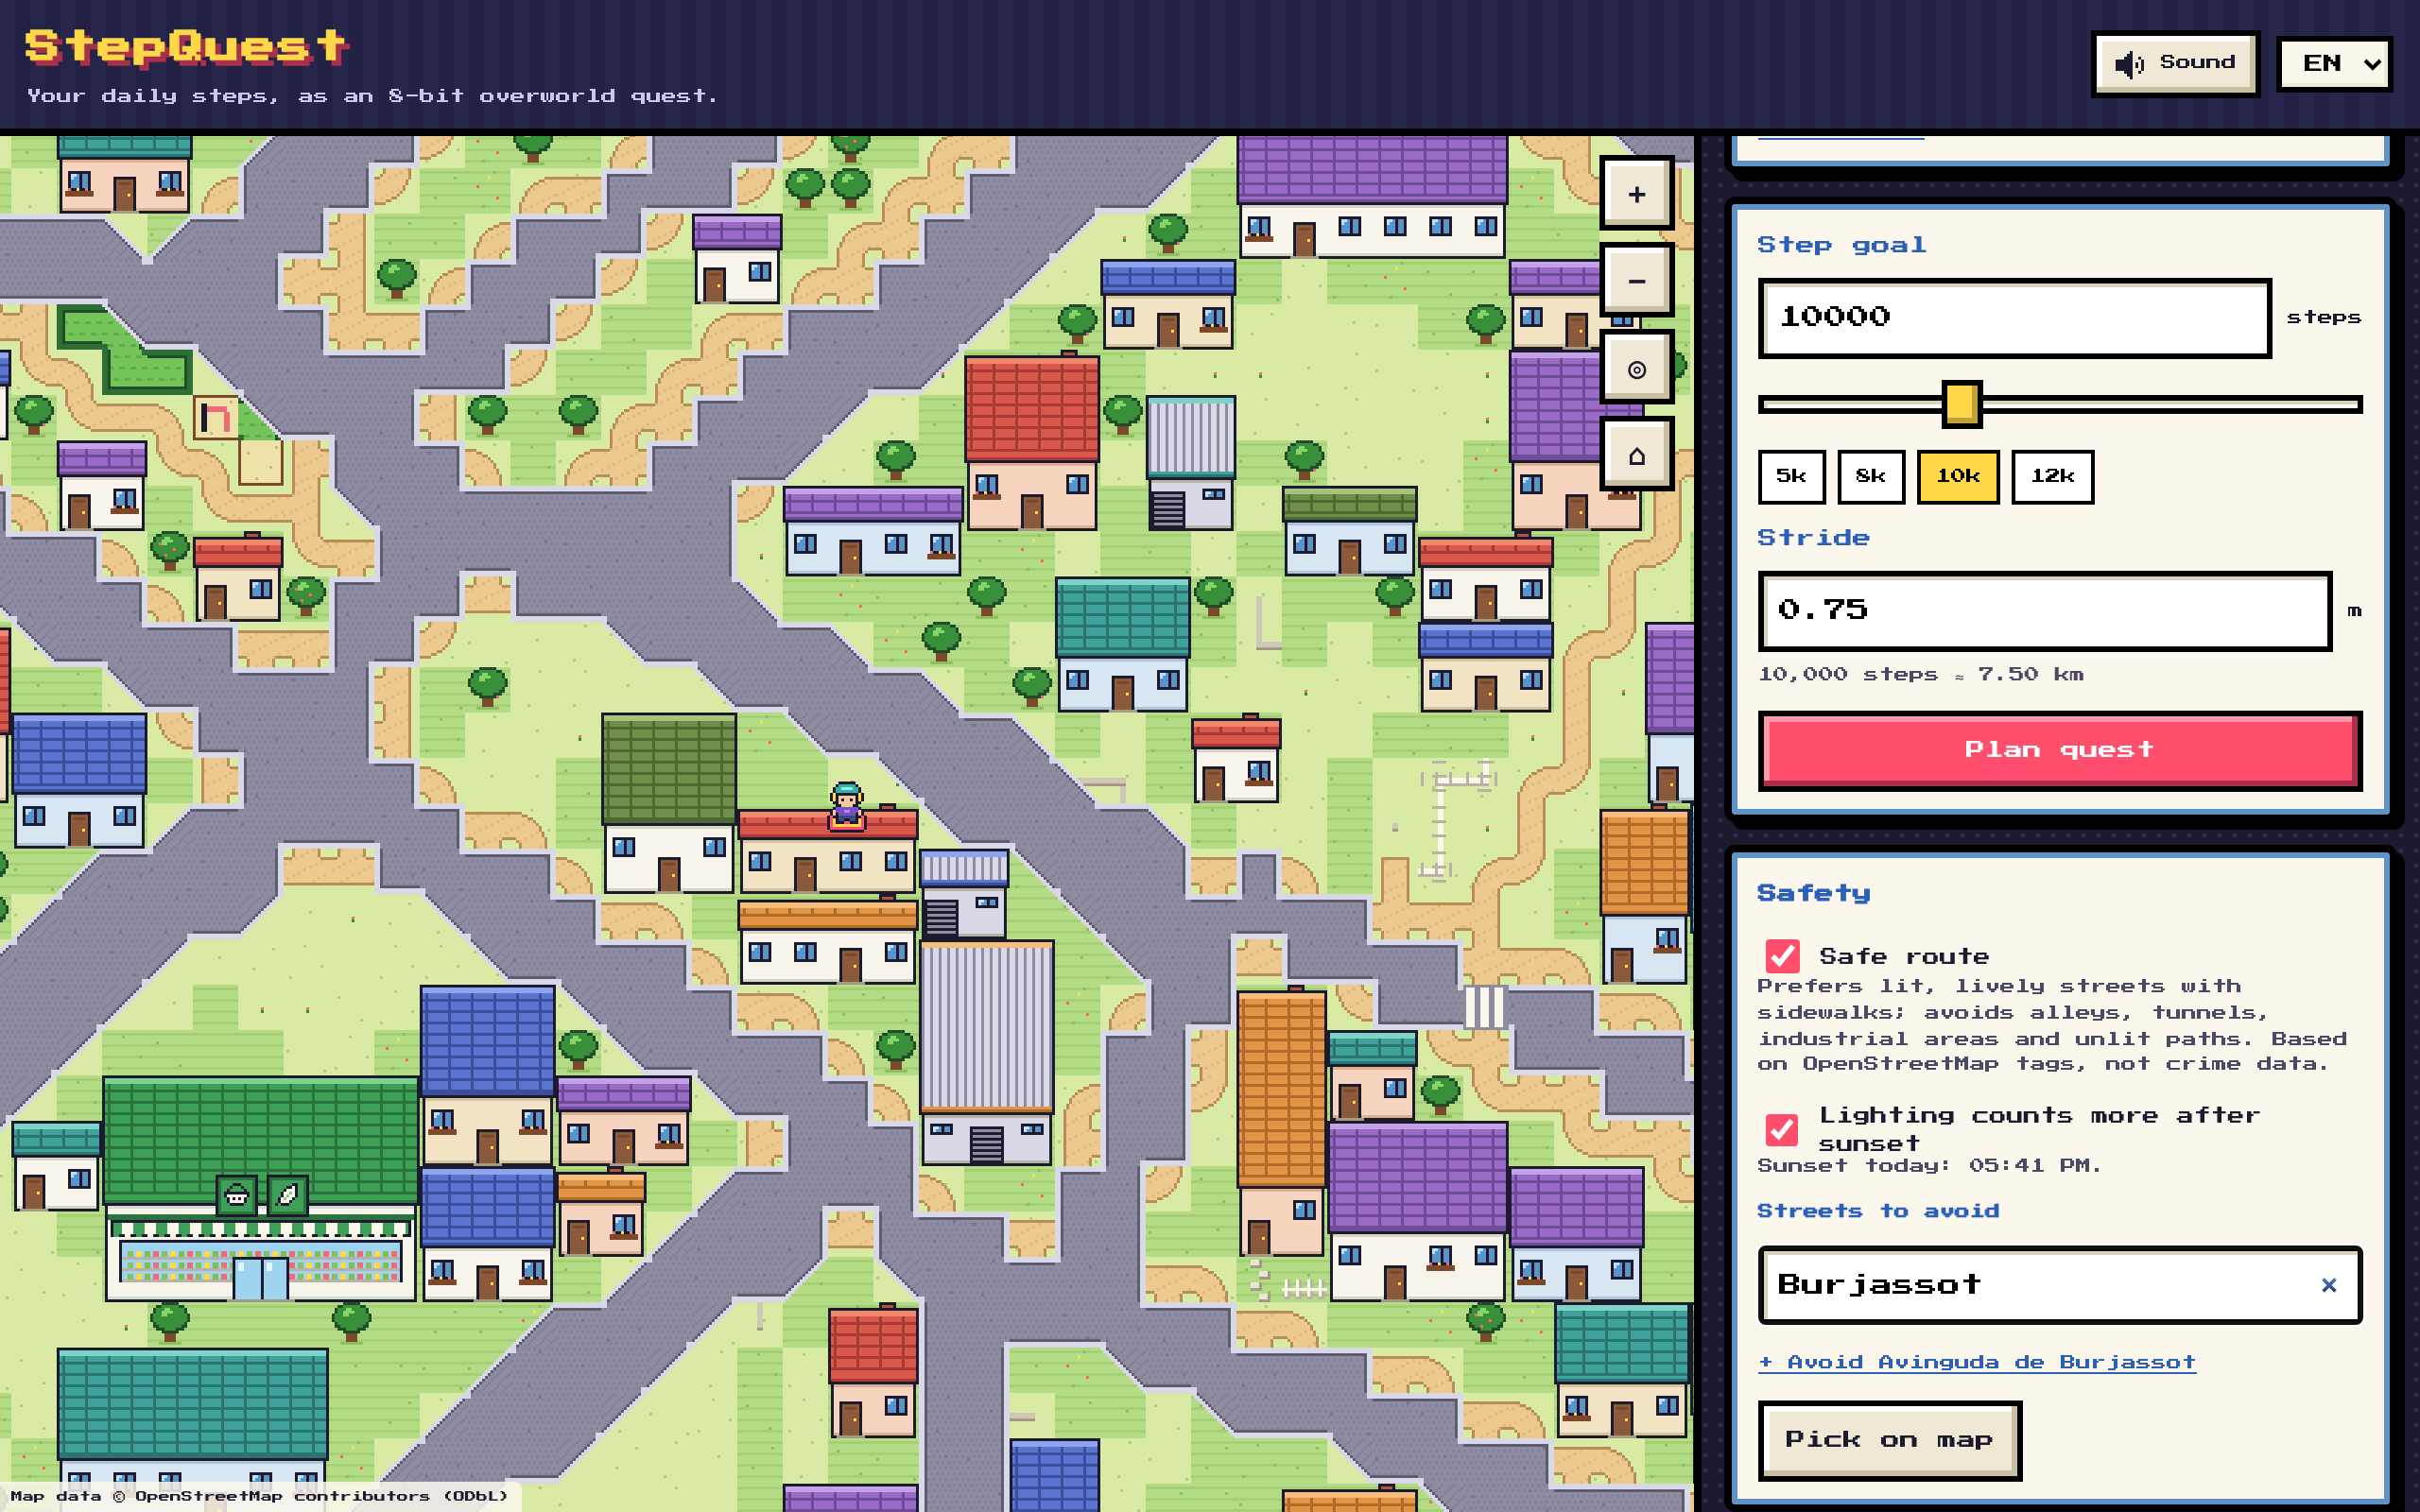 StepQuest
Your daily steps, as an 8-bit overworld quest.
Sound
EN
+
−
Step goal
10000
steps
5k
8k
10k
12k
Stride
0.75
m
10,000 steps ≈ 7.50 km
Plan quest
Safety
Safe route
Prefers lit, lively streets with
sidewalks; avoids alleys, tunnels,
industrial areas and unlit paths. Based
on OpenStreetMap tags, not crime data.
Lighting counts more after
sunset
Sunset today: 05:41 PM.
Streets to avoid
Burjassot
×
+ Avoid Avinguda de Burjassot
Pick on map
Map data © OpenStreetMap contributors (ODbL)